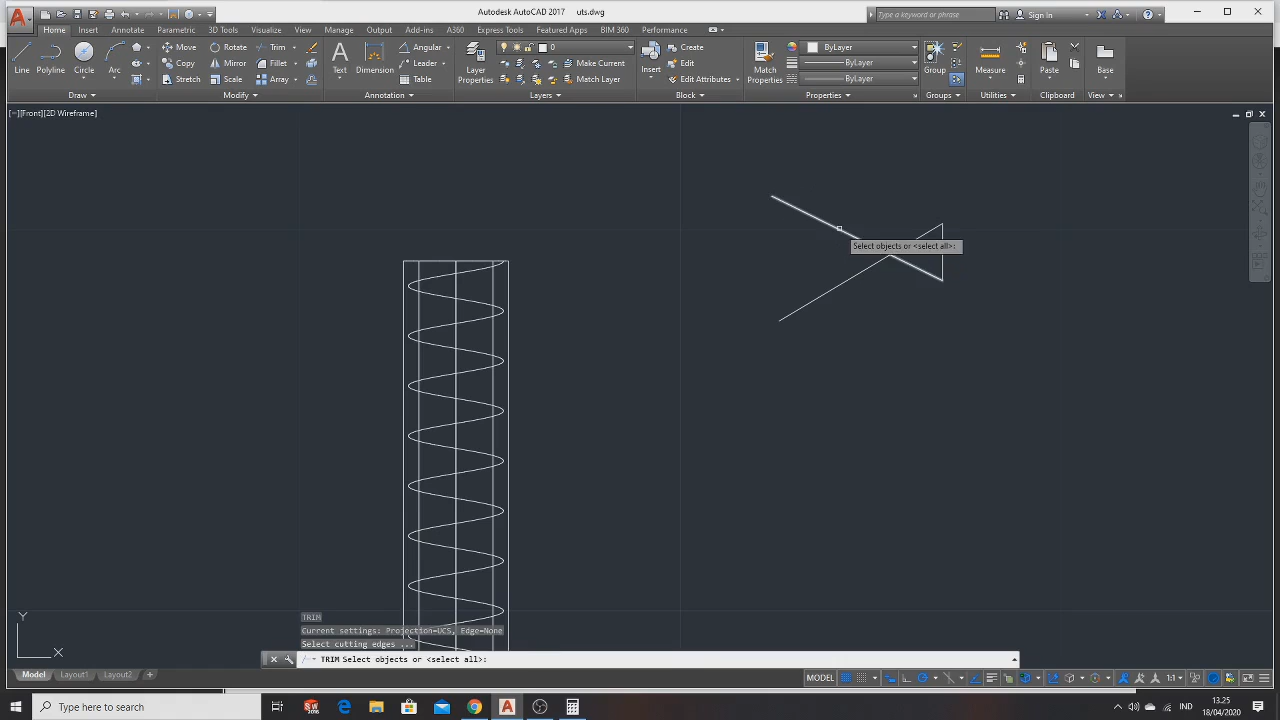 Autodesk AutoCAD 2017 uts.dwg
Type a keyword or phrase
Sign In
Home Insert Annotate Parametric 3D Tools Visualize View Manage Output Add-ins A360 Express Tools Featured Apps BIM 360 Performance
Line Polyline Circle Arc
Move Rotate Trim
Copy Mirror Fillet
Stretch Scale Array
Text Dimension
Angular
Leader
Table
Layer Properties
0
Make Current
Match Layer
Insert
Create
Edit
Edit Attributes
Match Properties
ByLayer
ByLayer
ByLayer
Group Measure Paste Base
Draw Modify Annotation Layers Block Properties Groups Utilities Clipboard View
[−][Front][2D Wireframe]
Select objects or <select all>:
Y
X
TRIM
Current settings: Projection=UCS, Edge=None
Select cutting edges ...
TRIM Select objects or <select all>:
Model Layout1 Layout2 +
MODEL 1:1
Type here to search
IND
13.25
18/04/2020